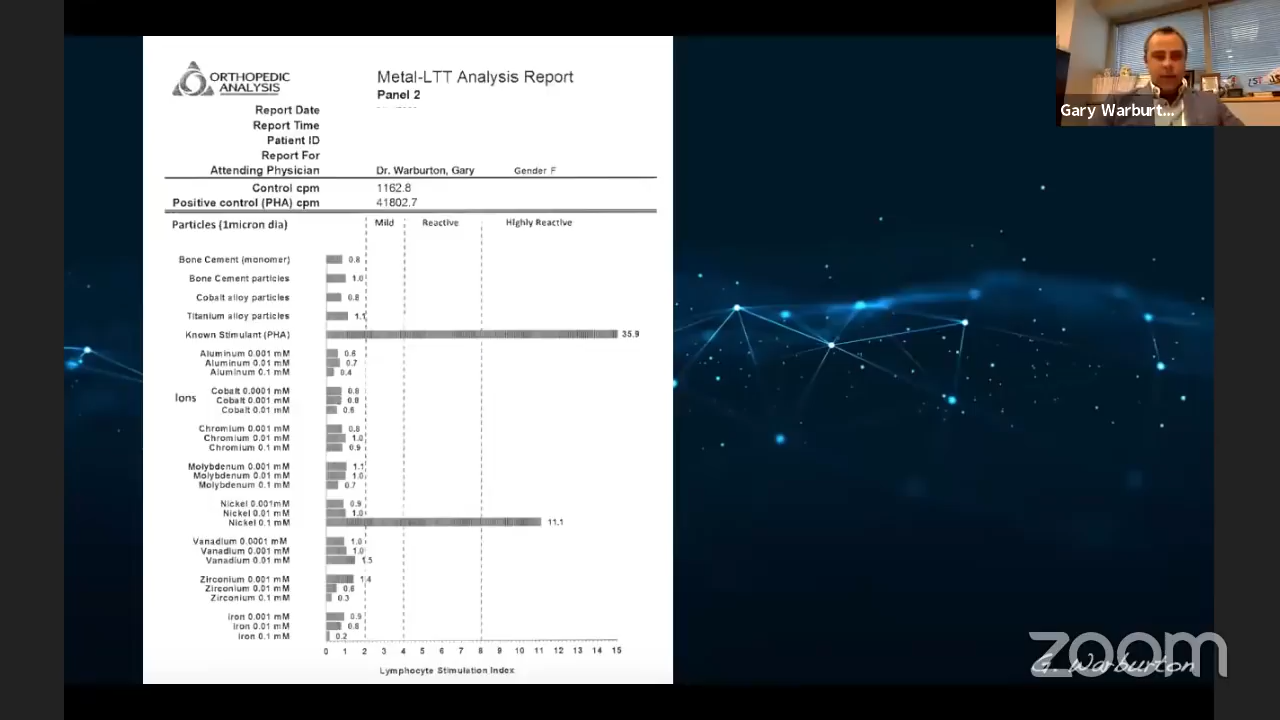 ORTHOPEDIC
ANALYSIS
Metal-LTT Analysis Report
Panel 2
Report Date
Report Time
Patient ID
Report For
Attending Physician Dr. Warburton, Gary Gender F
Control cpm 1162.8
Positive control (PHA) cpm 41802.7
Particles (1micron dia) Mild Reactive Highly Reactive
Bone Cement (monomer) 0.8
Bone Cement particles 1.0
Cobalt alloy particles 0.8
Titanium alloy particles 1.1
Known Stimulant (PHA) 35.9
Aluminum 0.001 mM 0.6
Aluminum 0.01 mM 0.7
Aluminum 0.1 mM 0.4
Ions
Cobalt 0.0001 mM 0.8
Cobalt 0.001 mM 0.8
Cobalt 0.01 mM 0.6
Chromium 0.001 mM 0.8
Chromium 0.01 mM 1.0
Chromium 0.1 mM 0.9
Molybdenum 0.001 mM 1.1
Molybdenum 0.01 mM 1.0
Molybdenum 0.1 mM 0.7
Nickel 0.001mM 0.9
Nickel 0.01 mM 1.0
Nickel 0.1 mM 11.1
Vanadium 0.0001 mM 1.0
Vanadium 0.001 mM 1.0
Vanadium 0.01 mM 1.5
Zirconium 0.001 mM 1.4
Zirconium 0.01 mM 0.6
Zirconium 0.1 mM 0.3
Iron 0.001 mM 0.9
Iron 0.01 mM 0.8
Iron 0.1 mM 0.2
0 1 2 3 4 5 6 7 8 9 10 11 12 13 14 15
Lymphocyte Stimulation Index
Gary Warburt...
zoom
G. Warburton